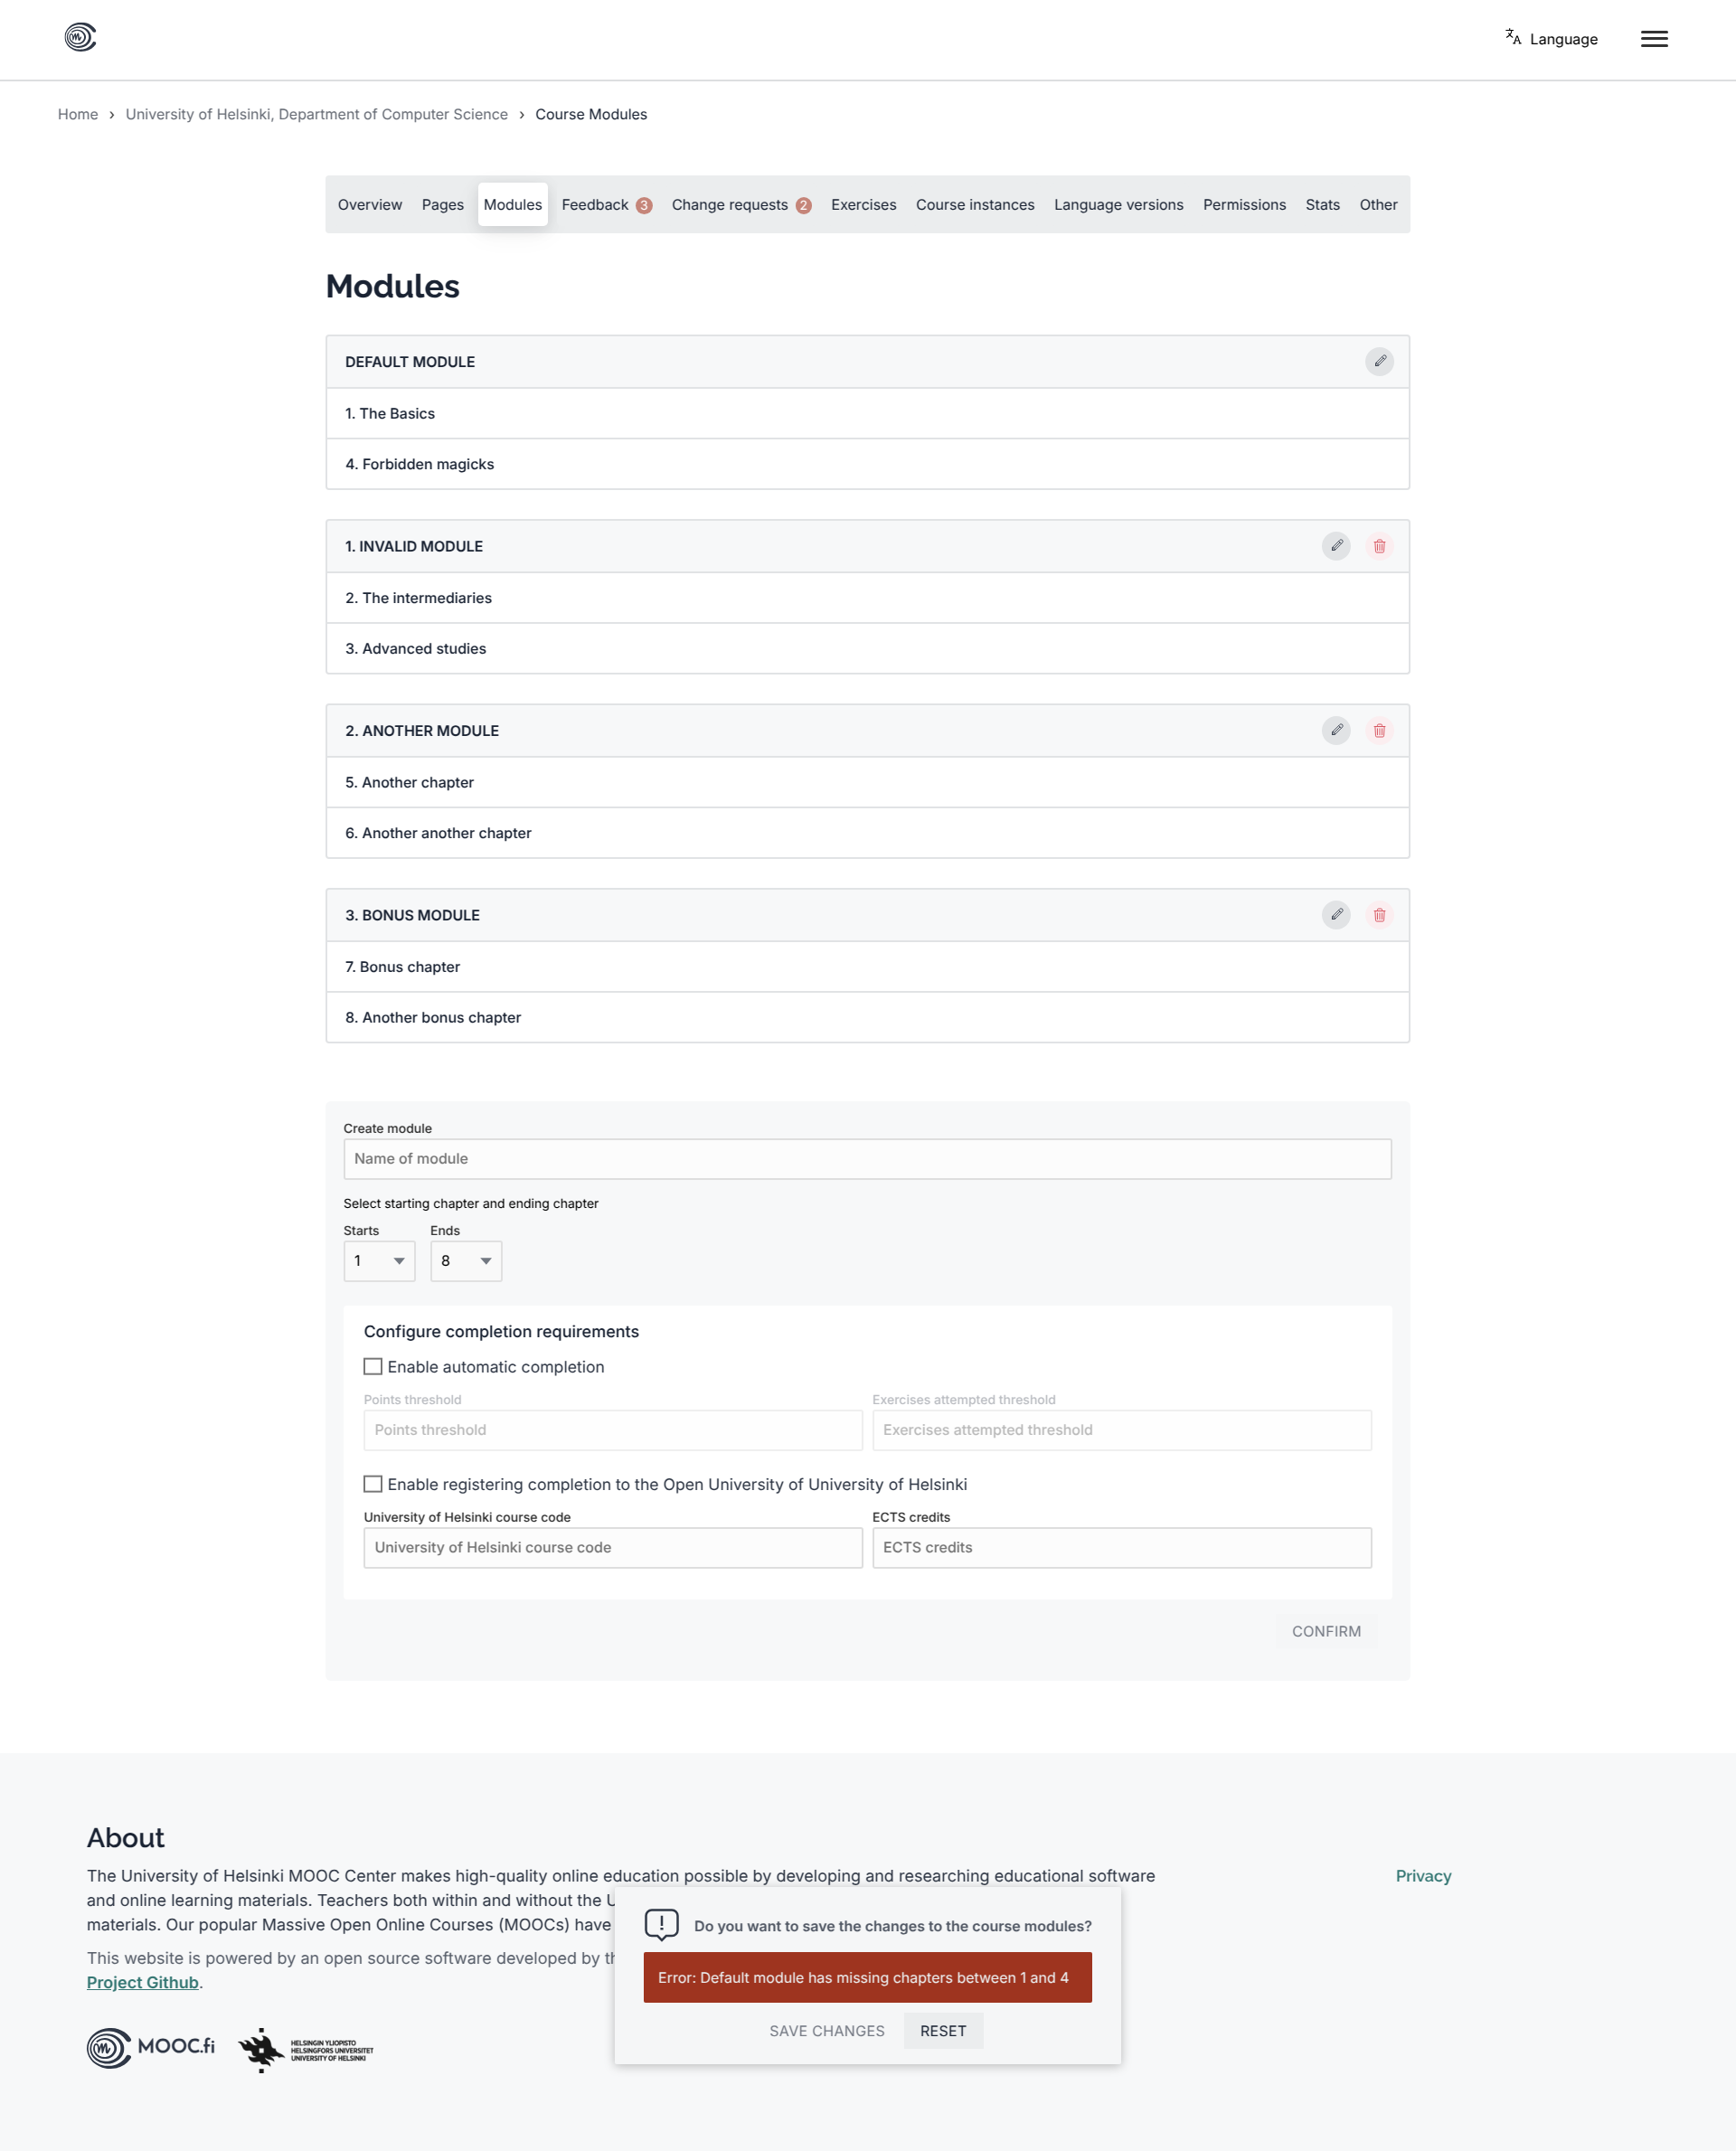 Language
Home › University of Helsinki, Department of Computer Science › Course Modules
Overview Pages Modules Feedback 3 Change requests 2 Exercises Course instances Language versions Permissions Stats Other
Modules
DEFAULT MODULE
1. The Basics
4. Forbidden magicks
1. INVALID MODULE
2. The intermediaries
3. Advanced studies
2. ANOTHER MODULE
5. Another chapter
6. Another another chapter
3. BONUS MODULE
7. Bonus chapter
8. Another bonus chapter
Create module
Name of module
Select starting chapter and ending chapter
Starts Ends
1 8
Configure completion requirements
Enable automatic completion
Points threshold Exercises attempted threshold
Points threshold Exercises attempted threshold
Enable registering completion to the Open University of University of Helsinki
University of Helsinki course code ECTS credits
University of Helsinki course code ECTS credits
CONFIRM
About
The University of Helsinki MOOC Center makes high-quality online education possible by developing and researching educational software
and online learning materials. Teachers both within and without the
materials. Our popular Massive Open Online Courses (MOOCs) have
This website is powered by an open source software developed by
Project Github.
Privacy
Do you want to save the changes to the course modules?
Error: Default module has missing chapters between 1 and 4
SAVE CHANGES RESET
MOOC.fi
HELSINGIN YLIOPISTO
HELSINGFORS UNIVERSITET
UNIVERSITY OF HELSINKI